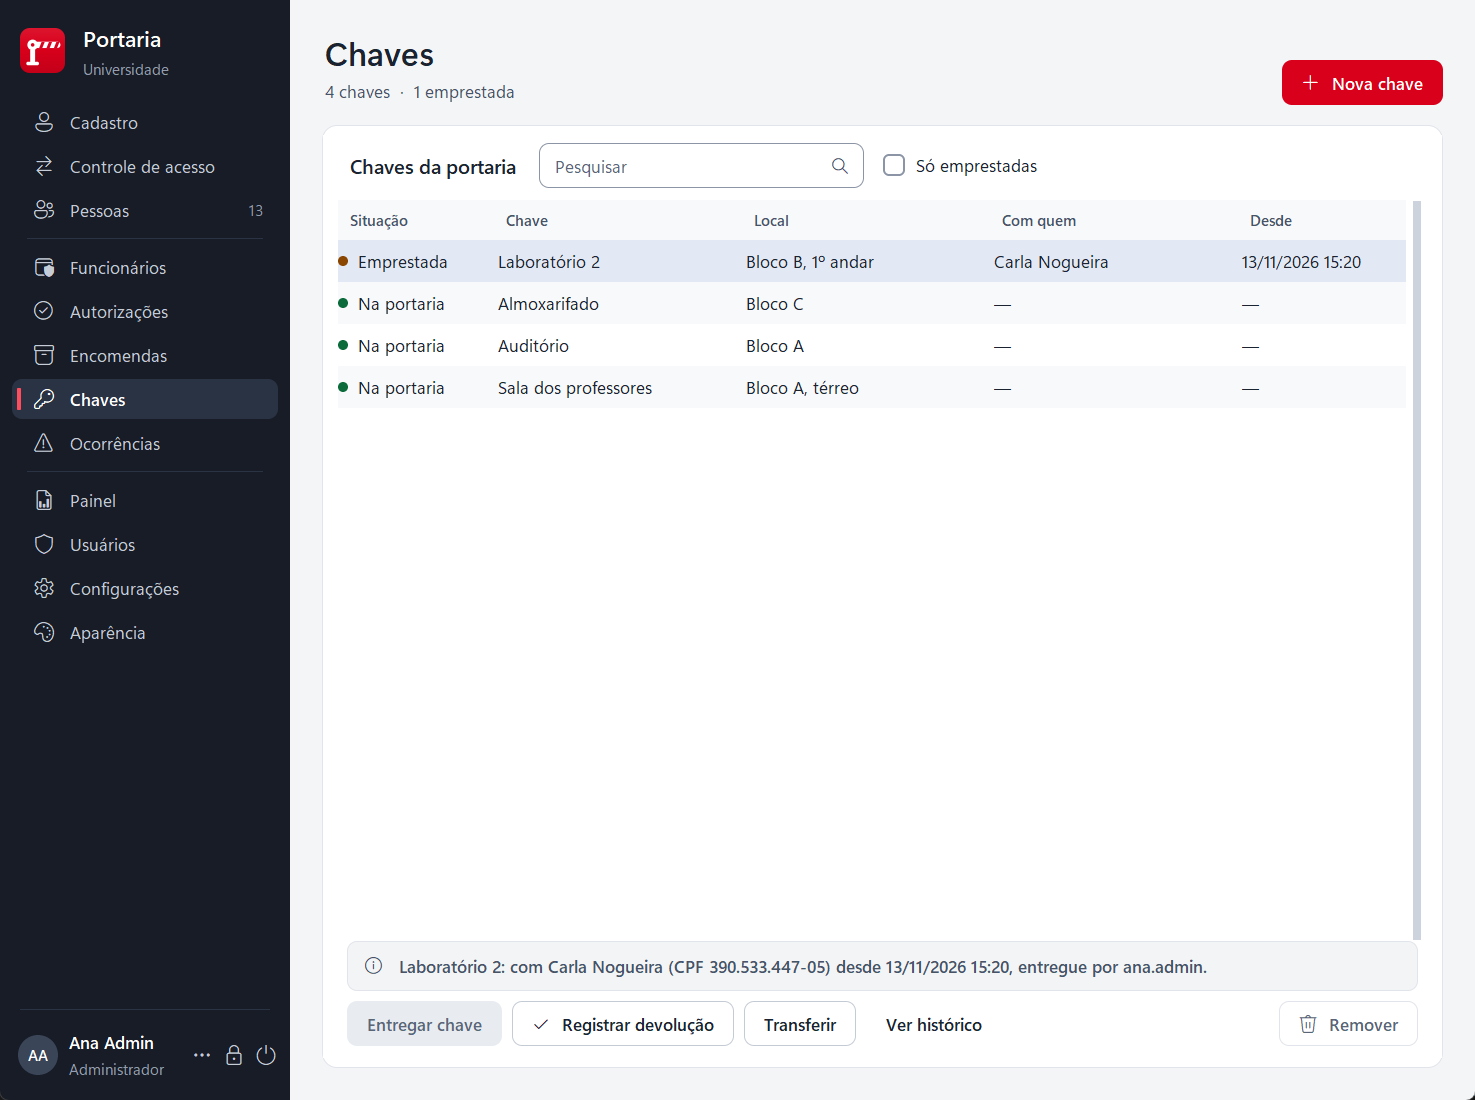 Portaria
Universidade
Cadastro
Controle de acesso
Pessoas 13
Funcionários
Autorizações
Encomendas
Chaves
Ocorrências
Painel
Usuários
Configurações
Aparência
AA
Ana Admin
Administrador
Chaves
4 chaves · 1 emprestada
Nova chave
Chaves da portaria
Pesquisar
Só emprestadas
Situação Chave Local Com quem Desde
Emprestada Laboratório 2 Bloco B, 1º andar Carla Nogueira 13/11/2026 15:20
Na portaria Almoxarifado Bloco C — —
Na portaria Auditório Bloco A — —
Na portaria Sala dos professores Bloco A, térreo — —
Laboratório 2: com Carla Nogueira (CPF 390.533.447-05) desde 13/11/2026 15:20, entregue por ana.admin.
Entregar chave Registrar devolução Transferir Ver histórico Remover